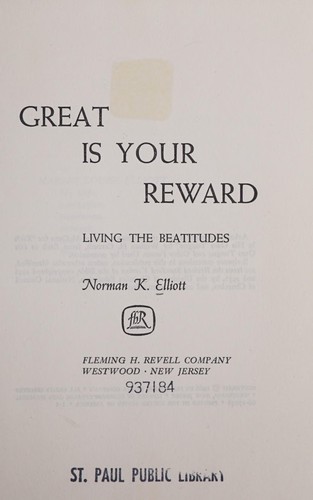 GREAT
IS YOUR
REWARD
LIVING THE BEATITUDES
Norman K. Elliott
fhR
FLEMING H. REVELL COMPANY
WESTWOOD · NEW JERSEY
937184
ST. PAUL PUBLIC LIBRARY